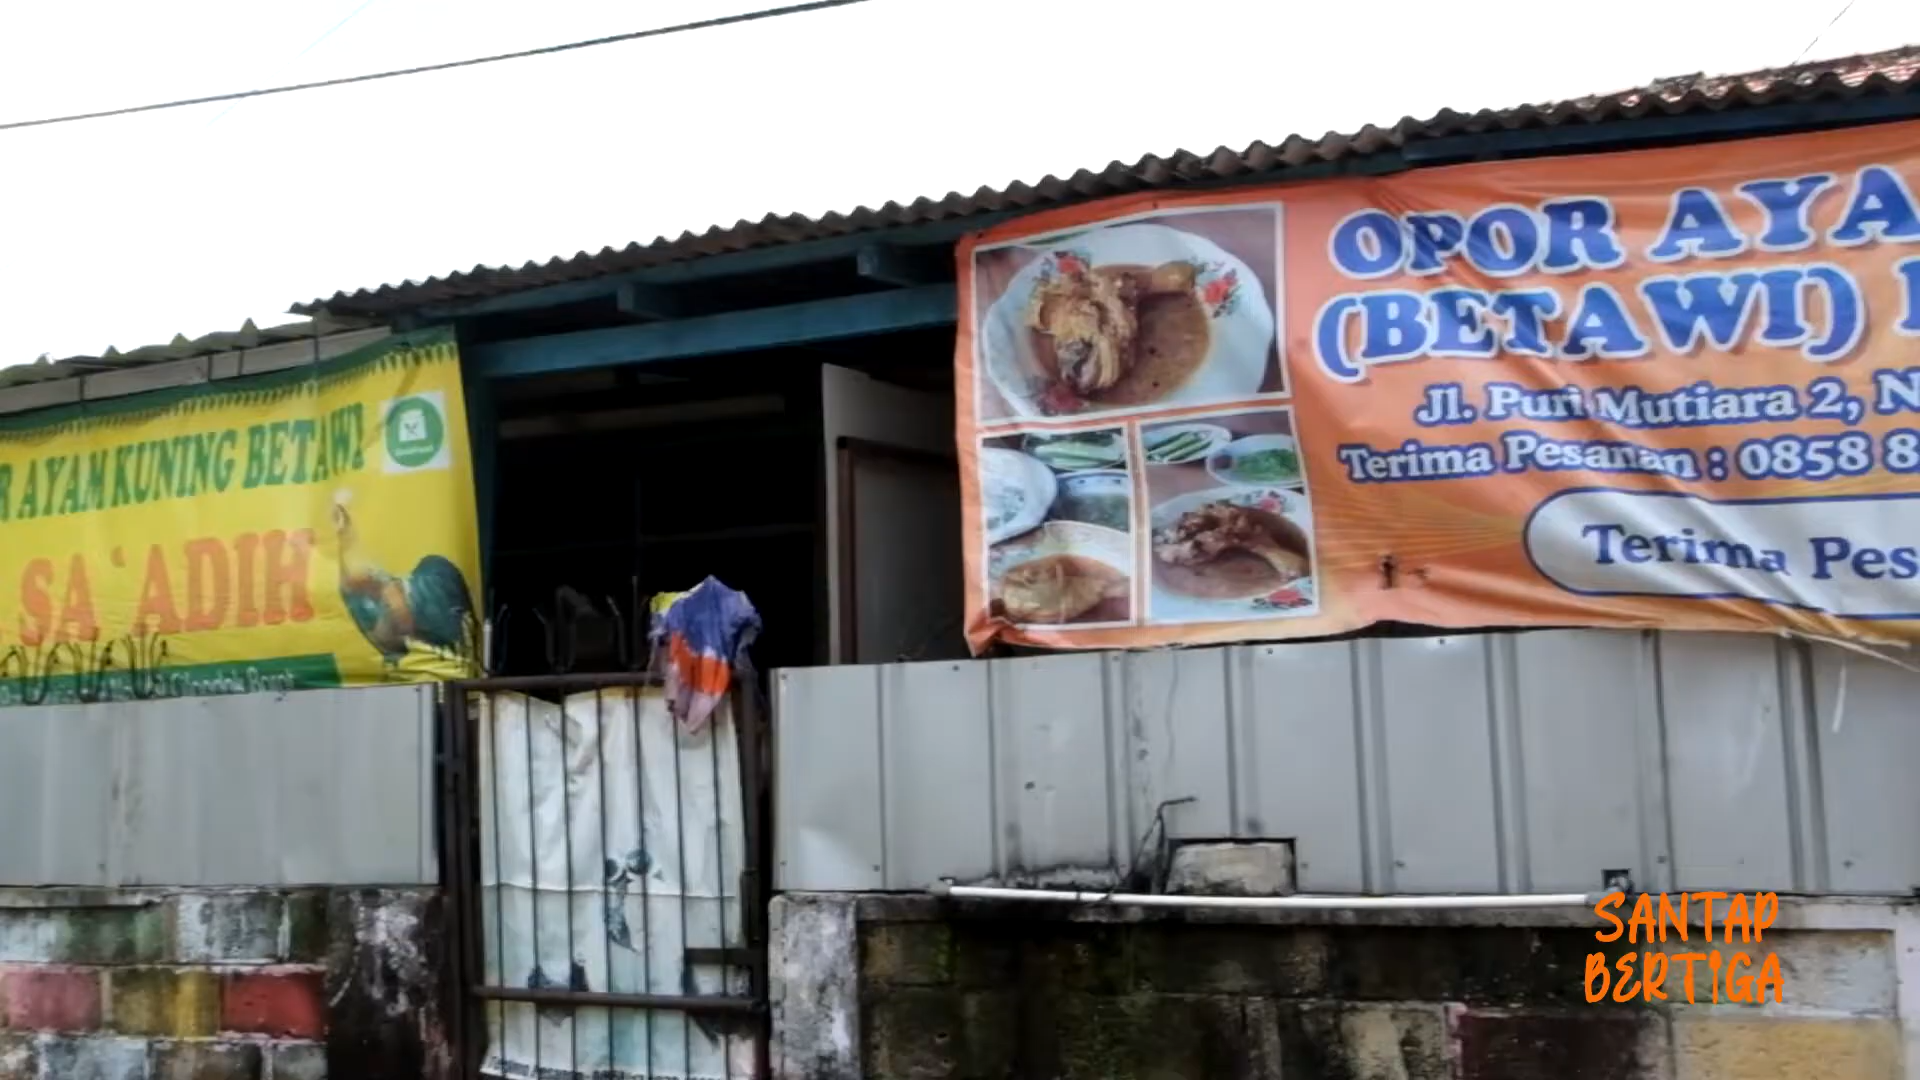 AYAM KUNING BETAWI
SA'ADIH
OPOR AYA
(BETAWI)
Jl. Puri Mutiara 2, N
Terima Pesanan : 0858 8
Terima Pes
SANTAP
BERTIGA